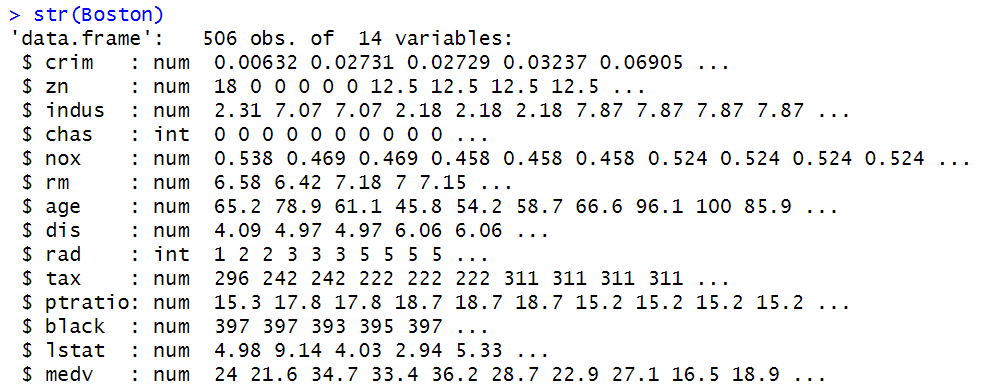 > str(Boston)
'data.frame':   506 obs. of  14 variables:
 $ crim   : num  0.00632 0.02731 0.02729 0.03237 0.06905 ...
 $ zn     : num  18 0 0 0 0 0 12.5 12.5 12.5 12.5 ...
 $ indus  : num  2.31 7.07 7.07 2.18 2.18 2.18 7.87 7.87 7.87 7.87 ...
 $ chas   : int  0 0 0 0 0 0 0 0 0 0 ...
 $ nox    : num  0.538 0.469 0.469 0.458 0.458 0.458 0.524 0.524 0.524 0.524 ...
 $ rm     : num  6.58 6.42 7.18 7 7.15 ...
 $ age    : num  65.2 78.9 61.1 45.8 54.2 58.7 66.6 96.1 100 85.9 ...
 $ dis    : num  4.09 4.97 4.97 6.06 6.06 ...
 $ rad    : int  1 2 2 3 3 3 5 5 5 5 ...
 $ tax    : num  296 242 242 222 222 222 311 311 311 311 ...
 $ ptratio: num  15.3 17.8 17.8 18.7 18.7 18.7 15.2 15.2 15.2 15.2 ...
 $ black  : num  397 397 393 395 397 ...
 $ lstat  : num  4.98 9.14 4.03 2.94 5.33 ...
 $ medv   : num  24 21.6 34.7 33.4 36.2 28.7 22.9 27.1 16.5 18.9 ...